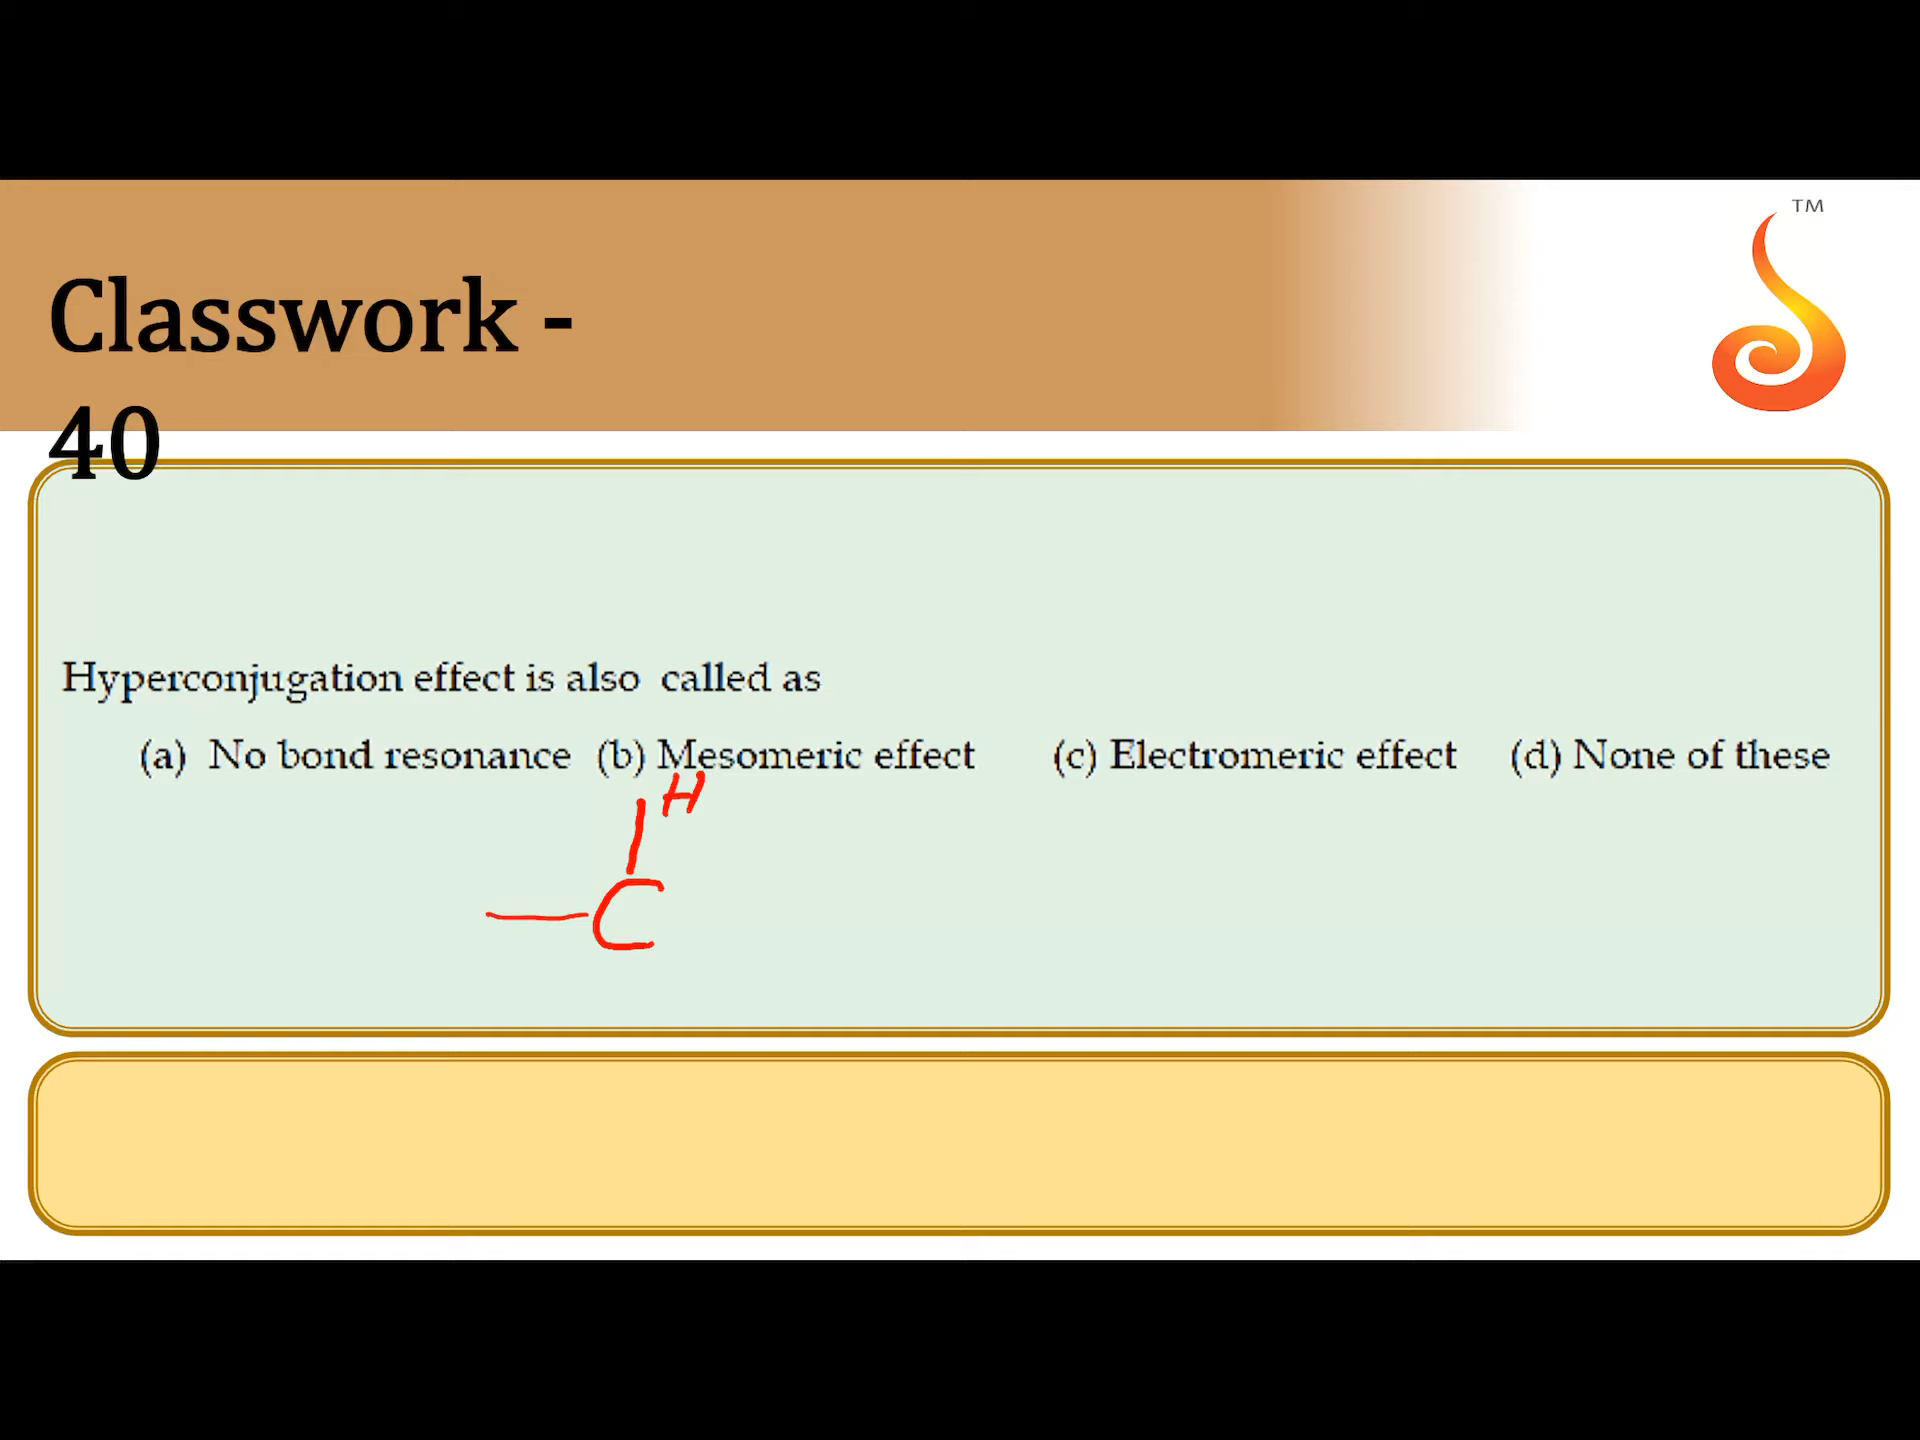 TM
Classwork -
40
Hyperconjugation effect is also called as
(a) No bond resonance (b) Mesomeric effect (c) Electromeric effect (d) None of these
H
C